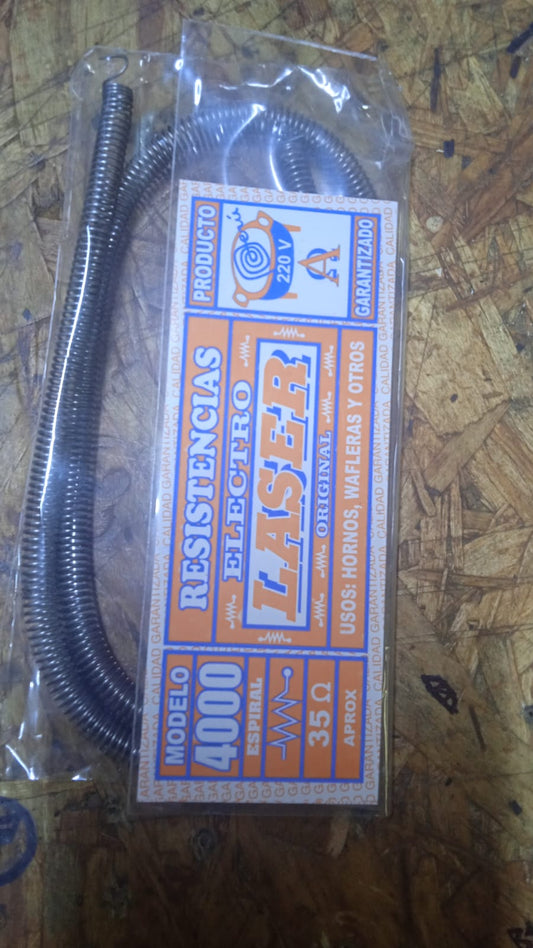 PRODUCTO
220 V
GARANTIZADO
RESISTENCIAS
ELECTRO
LASER
ORIGINAL
USOS: HORNOS, WAFLERAS Y OTROS
MODELO
4000
ESPIRAL
35 Ω
APROX
CALIDAD GARANTIZADA